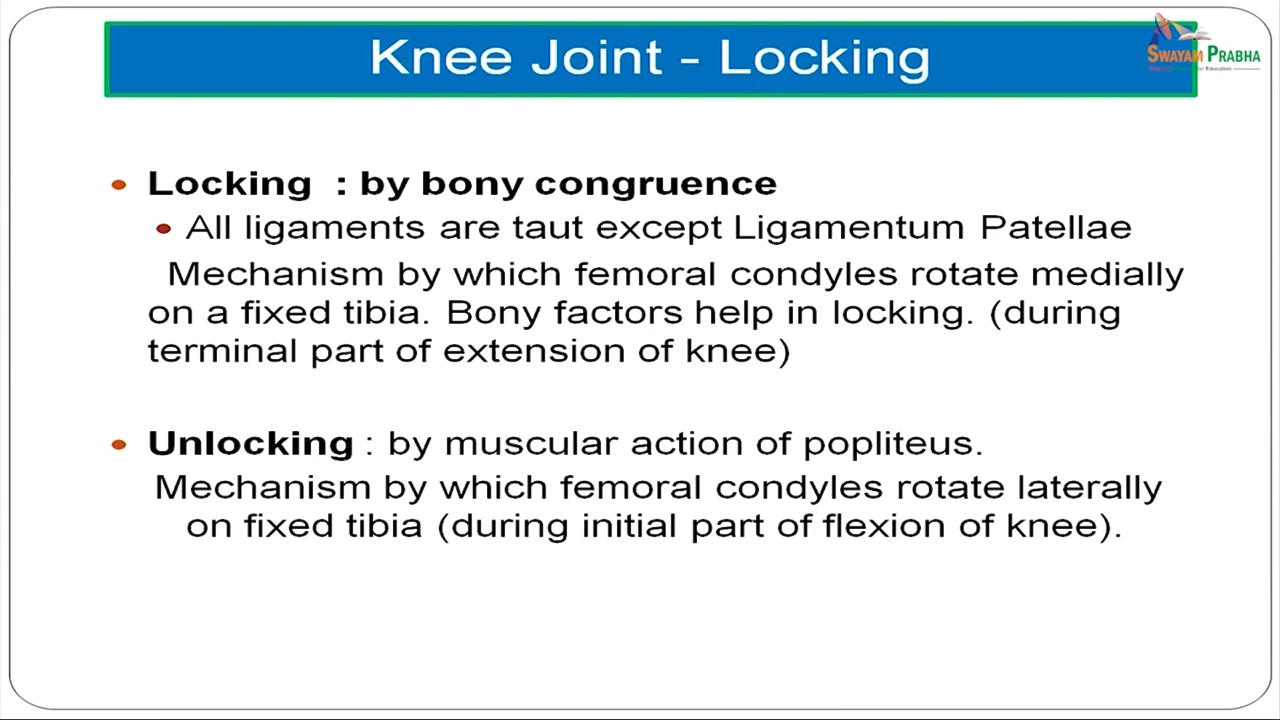 Knee Joint - Locking
SWAYAM PRABHA
Locking : by bony congruence
All ligaments are taut except Ligamentum Patellae
Mechanism by which femoral condyles rotate medially
on a fixed tibia. Bony factors help in locking. (during
terminal part of extension of knee)
Unlocking : by muscular action of popliteus.
Mechanism by which femoral condyles rotate laterally
on fixed tibia (during initial part of flexion of knee).